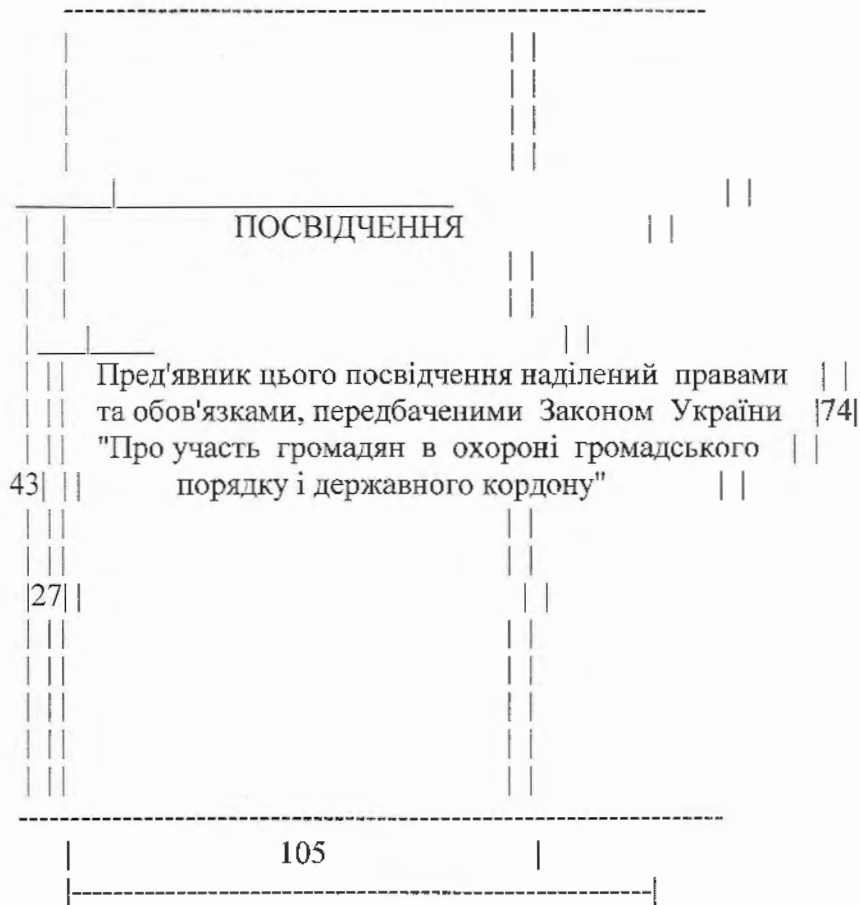 ПОСВІДЧЕННЯ
Пред'явник цього посвідчення наділений правами
та обов'язками, передбаченими Законом України 74
"Про участь громадян в охороні громадського
43 порядку і державного кордону"
27
105